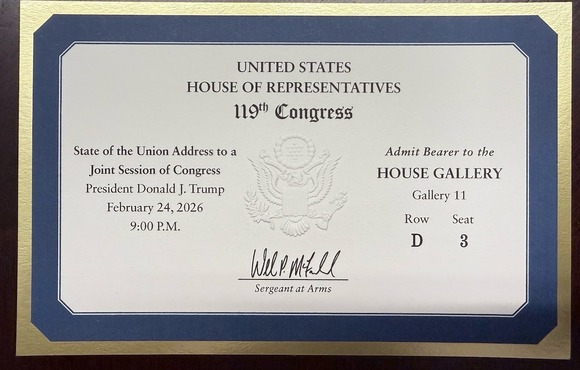 UNITED STATES
HOUSE OF REPRESENTATIVES
119th Congress
State of the Union Address to a
Joint Session of Congress
President Donald J. Trump
February 24, 2026
9:00 P.M.
Admit Bearer to the
HOUSE GALLERY
Gallery 11
Row Seat
D 3
Sergeant at Arms